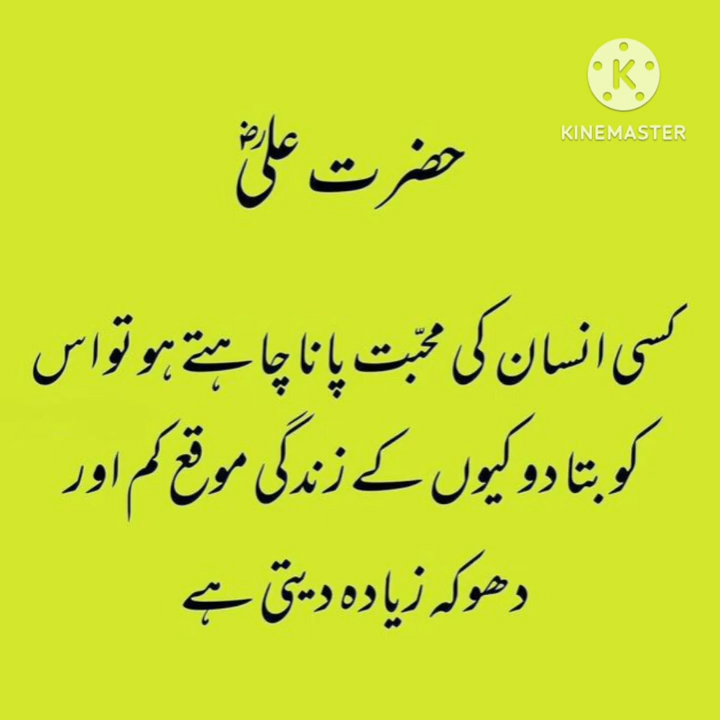 KINEMASTER
حضرت علیؓ
کسی انسان کی محبّت پانا چاہتے ہو تو اس
کو بتا دو کیوں کے زندگی موقع کم اور
دھوکہ زیادہ دیتی ہے